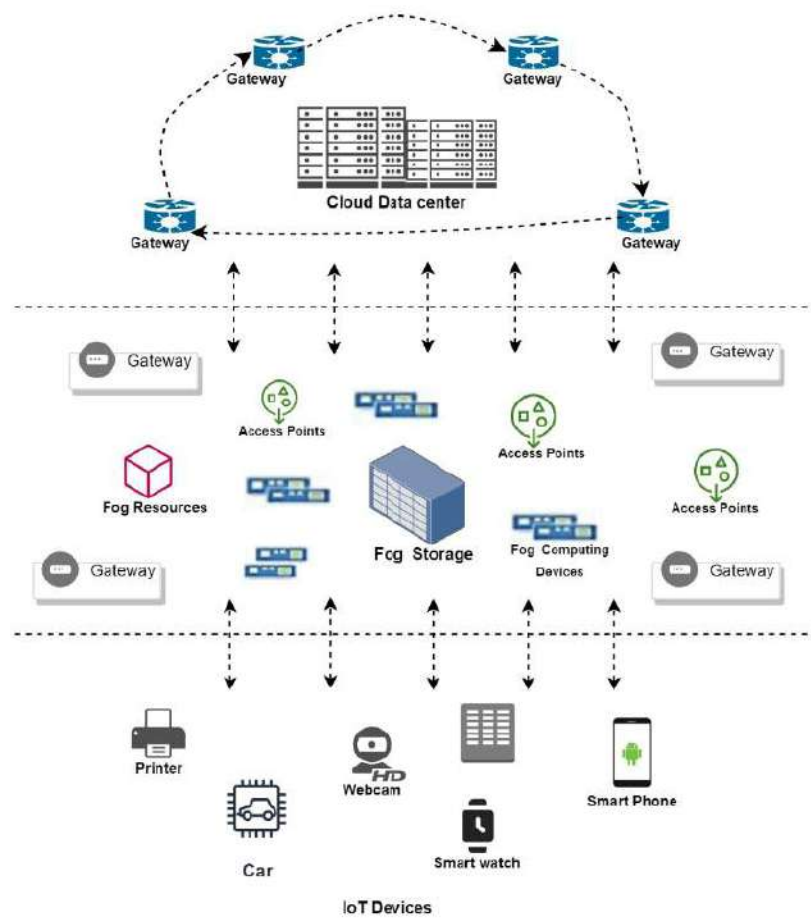 Gateway
Gateway
Cloud Data center
Gateway
Gateway
Gateway
Gateway
Access Points
Access Points
Fog Resources
Access Points
Fog Storage
Fog Computing
Devices
Gateway
Gateway
Printer
Webcam
HD
Smart Phone
Car
Smart watch
IoT Devices